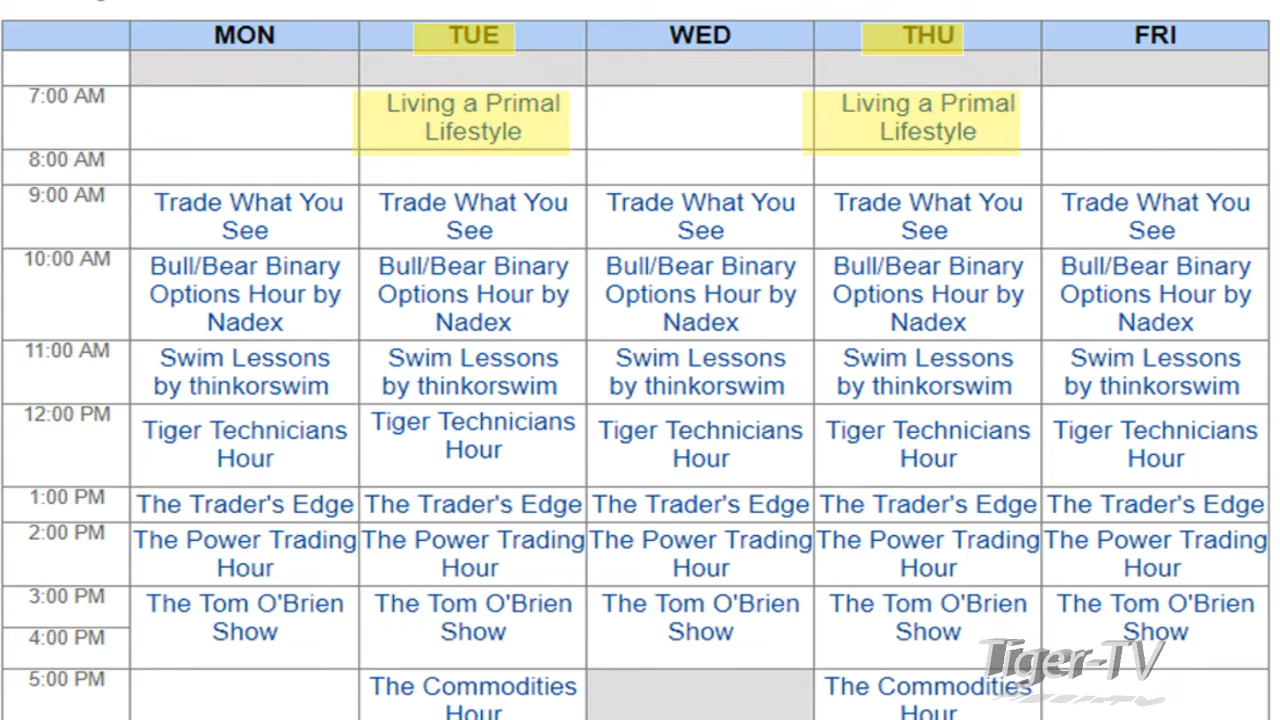 MON TUE WED THU FRI
7:00 AM
Living a Primal Living a Primal
Lifestyle Lifestyle
8:00 AM
9:00 AM
Trade What You Trade What You Trade What You Trade What You Trade What You
See See See See See
10:00 AM
Bull/Bear Binary Bull/Bear Binary Bull/Bear Binary Bull/Bear Binary Bull/Bear Binary
Options Hour by Options Hour by Options Hour by Options Hour by Options Hour by
Nadex Nadex Nadex Nadex Nadex
11:00 AM
Swim Lessons Swim Lessons Swim Lessons Swim Lessons Swim Lessons
by thinkorswim by thinkorswim by thinkorswim by thinkorswim by thinkorswim
12:00 PM
Tiger Technicians Tiger Technicians Tiger Technicians Tiger Technicians Tiger Technicians
Hour Hour Hour Hour Hour
1:00 PM The Trader's Edge The Trader's Edge The Trader's Edge The Trader's Edge The Trader's Edge
2:00 PM The Power Trading The Power Trading The Power Trading The Power Trading The Power Trading
Hour Hour Hour Hour Hour
3:00 PM The Tom O'Brien The Tom O'Brien The Tom O'Brien The Tom O'Brien The Tom O'Brien
4:00 PM Show Show Show Show Show
Tiger-TV
5:00 PM The Commodities The Commodities
Hour Hour